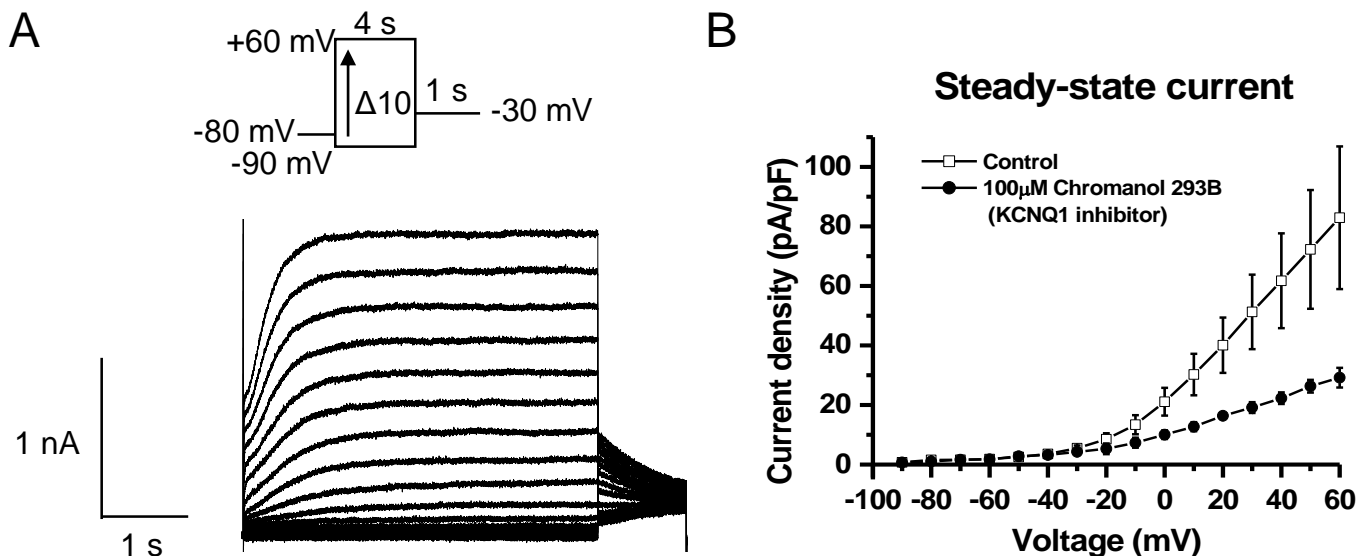 A
4 s
+60 mV
1 s
Δ10
-30 mV
-80 mV
-90 mV
1 nA
1 s
B
Steady-state current
Control
100μM Chromanol 293B
(KCNQ1 inhibitor)
Current density (pA/pF)
100
80
60
40
20
0
-100 -80 -60 -40 -20 0 20 40 60
Voltage (mV)